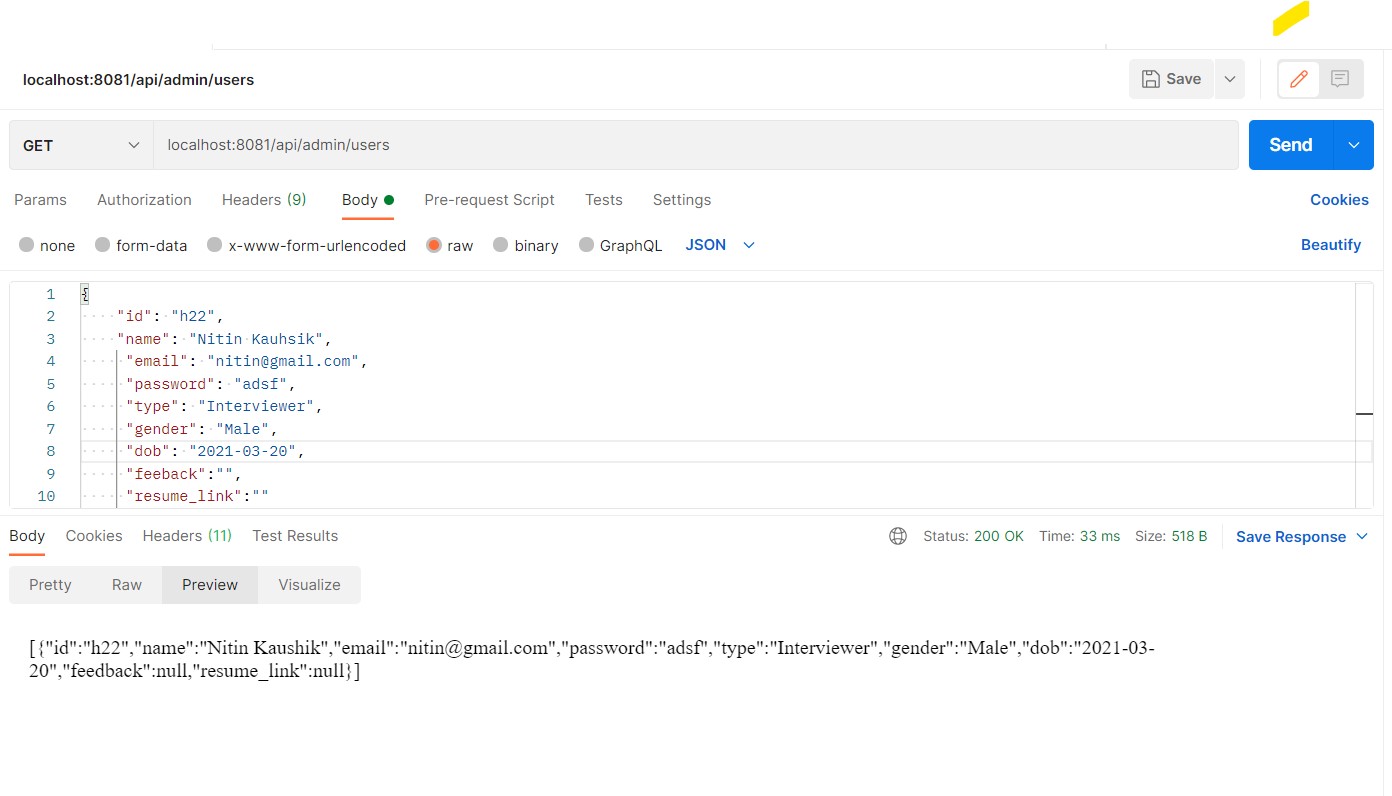 localhost:8081/api/admin/users
Save
GET localhost:8081/api/admin/users Send
Params Authorization Headers (9) Body Pre-request Script Tests Settings Cookies
none form-data x-www-form-urlencoded raw binary GraphQL JSON Beautify
1 {
2 "id": "h22",
3 "name": "Nitin Kauhsik",
4 "email": "nitin@gmail.com",
5 "password": "adsf",
6 "type": "Interviewer",
7 "gender": "Male",
8 "dob": "2021-03-20",
9 "feeback":"",
10 "resume_link":""
Body Cookies Headers (11) Test Results Status: 200 OK Time: 33 ms Size: 518 B Save Response
Pretty Raw Preview Visualize
[{"id":"h22","name":"Nitin Kaushik","email":"nitin@gmail.com","password":"adsf","type":"Interviewer","gender":"Male","dob":"2021-03-
20","feedback":null,"resume_link":null}]